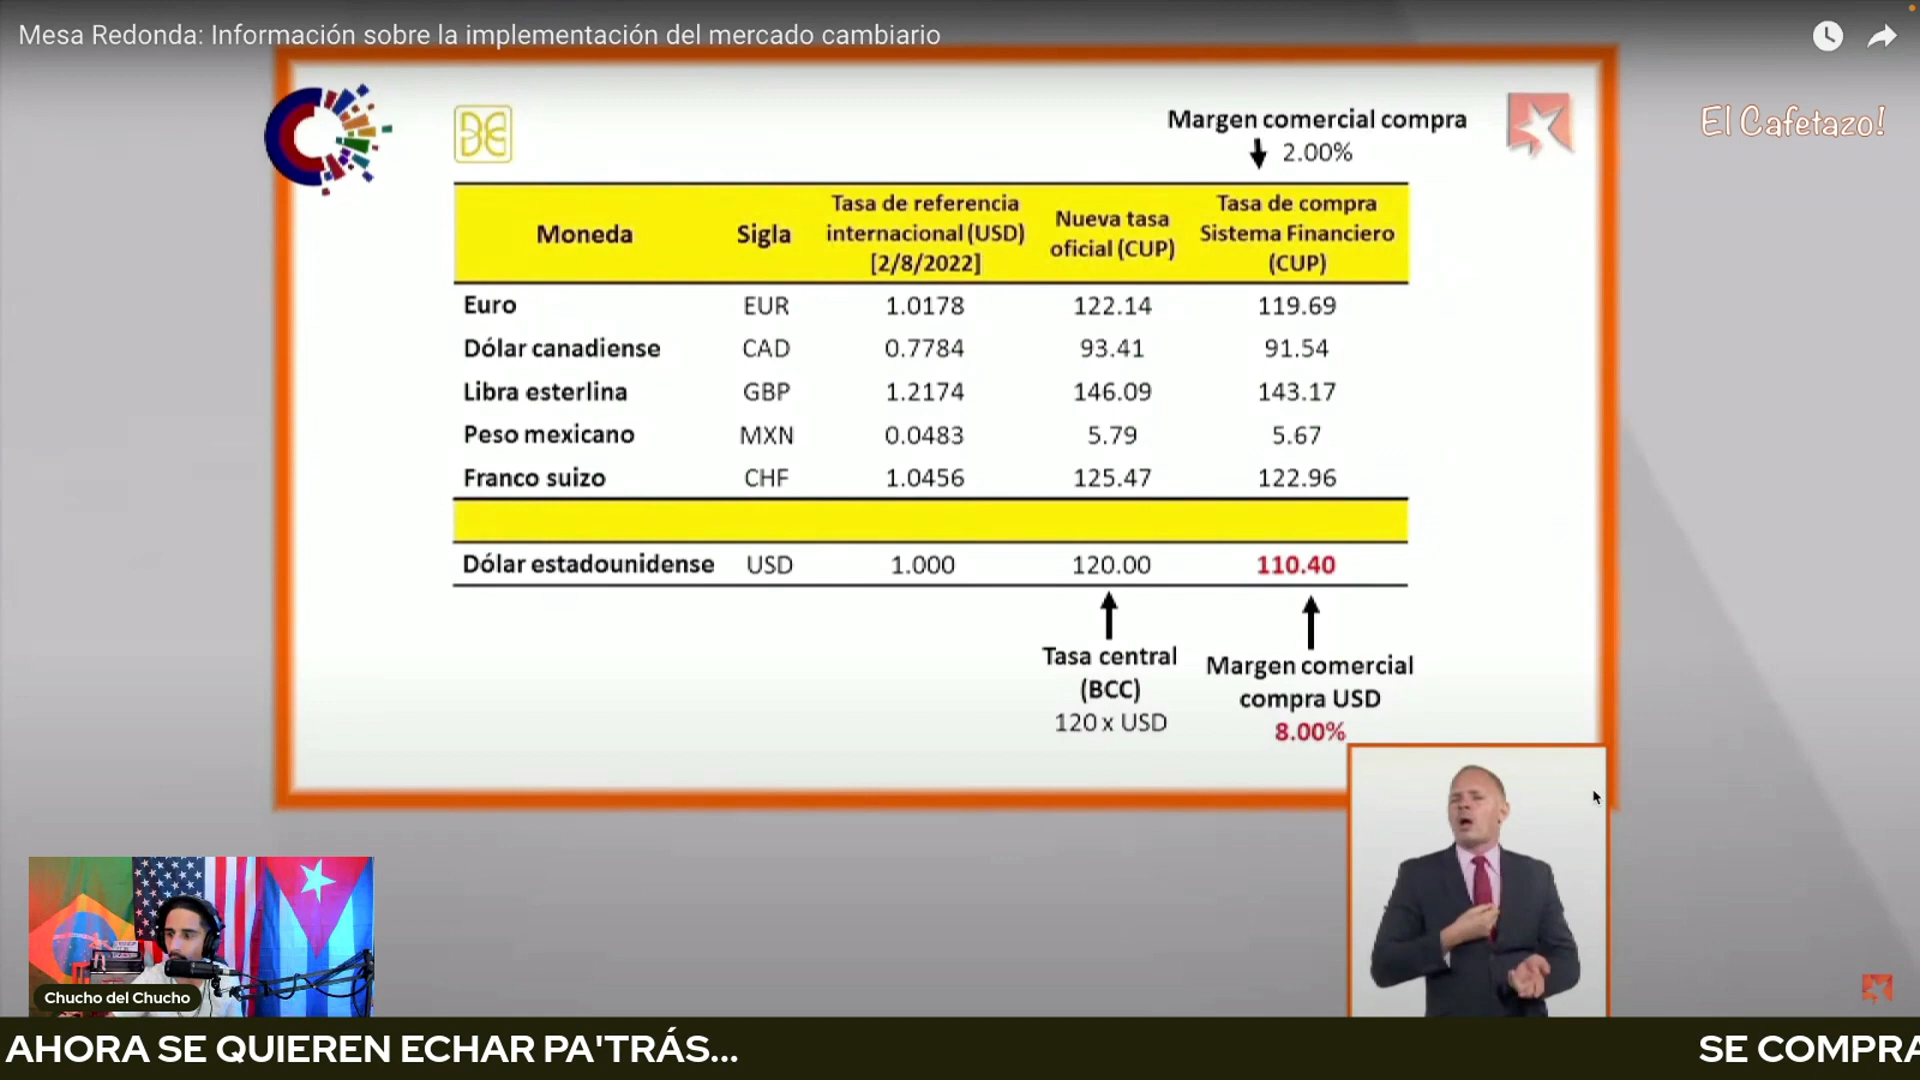 Mesa Redonda: Información sobre la implementación del mercado cambiario
El Cafetazo!
Margen comercial compra
2.00%
Moneda
Sigla
Tasa de referencia
internacional (USD)
[2/8/2022]
Nueva tasa
oficial (CUP)
Tasa de compra
Sistema Financiero
(CUP)
Euro EUR 1.0178 122.14 119.69
Dólar canadiense CAD 0.7784 93.41 91.54
Libra esterlina GBP 1.2174 146.09 143.17
Peso mexicano MXN 0.0483 5.79 5.67
Franco suizo CHF 1.0456 125.47 122.96
Dólar estadounidense USD 1.000 120.00 110.40
Tasa central
(BCC)
120 x USD
Margen comercial
compra USD
8.00%
Chucho del Chucho
AHORA SE QUIEREN ECHAR PA'TRÁS... SE COMPRA